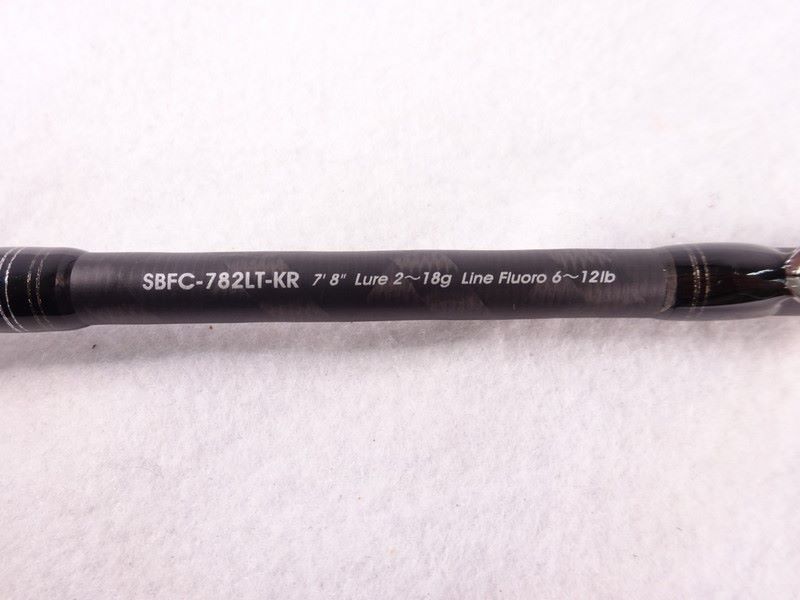 SBFC-782LT-KR 7' 8" Lure 2～18g Line Fluoro 6～12lb